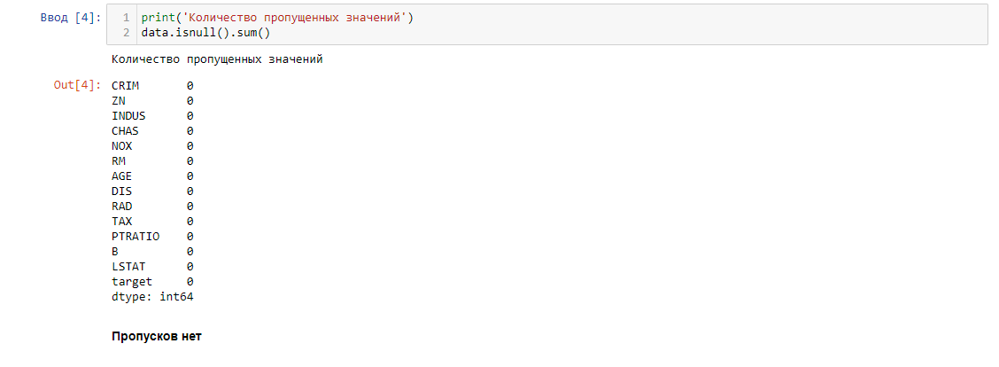 Ввод [4]:
1 print('Количество пропущенных значений')
2 data.isnull().sum()
Количество пропущенных значений
Out[4]:
CRIM 0
ZN 0
INDUS 0
CHAS 0
NOX 0
RM 0
AGE 0
DIS 0
RAD 0
TAX 0
PTRATIO 0
B 0
LSTAT 0
target 0
dtype: int64
Пропусков нет